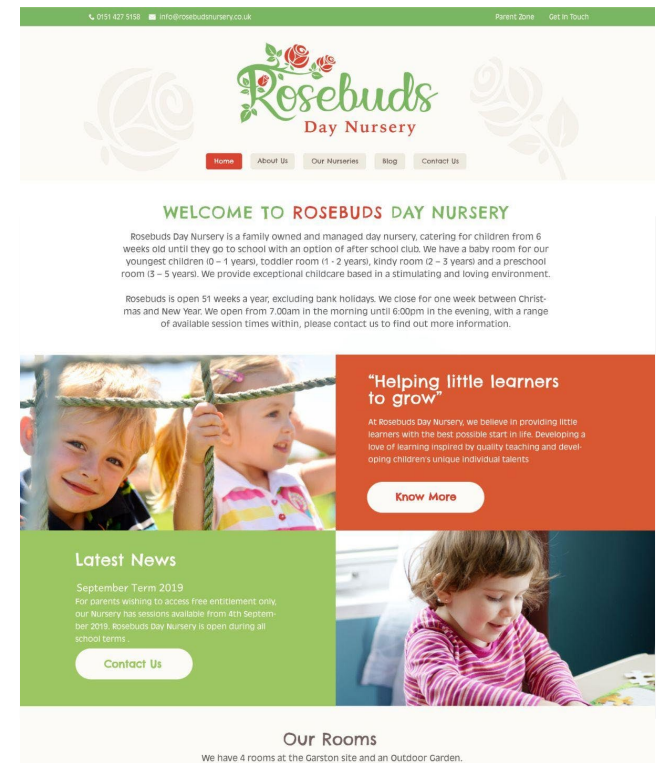 0151 427 5158 info@rosebudsnursery.co.uk Parent Zone Get In Touch
Rosebuds
Day Nursery
Home About Us Our Nurseries Blog Contact Us
WELCOME TO ROSEBUDS DAY NURSERY
Rosebuds Day Nursery is a family owned and managed day nursery, catering for children from 6
weeks old until they go to school with an option of after school club. We have a baby room for our
youngest children (0 – 1 years), toddler room (1 - 2 years), kindy room (2 – 3 years) and a preschool
room (3 – 5 years). We provide exceptional childcare based in a stimulating and loving environment.
Rosebuds is open 51 weeks a year, excluding bank holidays. We close for one week between Christ-
mas and New Year. We open from 7.00am in the morning until 6:00pm in the evening, with a range
of available session times within, please contact us to find out more information.
“Helping little learners
to grow”
At Rosebuds Day Nursery, we believe in providing little
learners with the best possible start in life. Developing a
love of learning inspired by quality teaching and devel-
oping children's unique individual talents
Know More
Latest News
September Term 2019
For parents wishing to access free entitlement only,
our Nursery has sessions available from 4th Septem-
ber 2019. Rosebuds Day Nursery is open during all
school terms .
Contact Us
Our Rooms
We have 4 rooms at the Garston site and an Outdoor Garden.